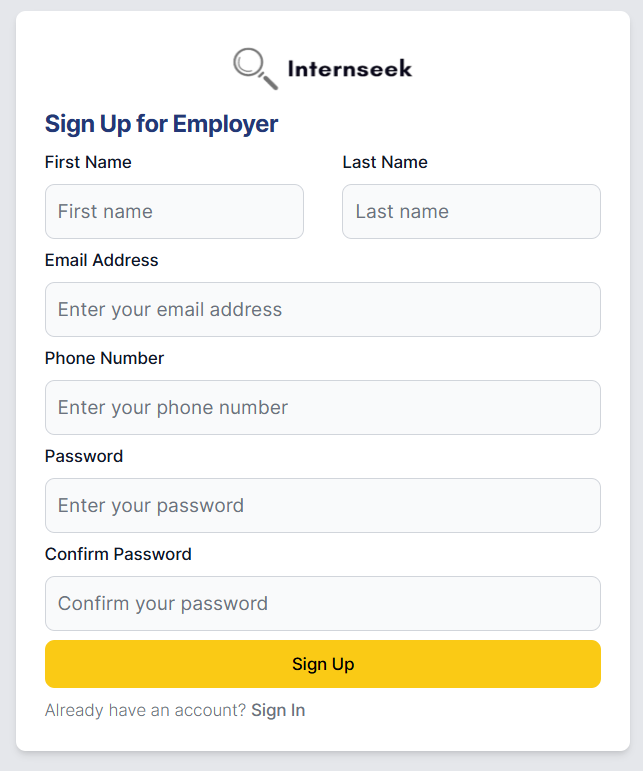 Internseek
Sign Up for Employer
First Name
Last Name
First name
Last name
Email Address
Enter your email address
Phone Number
Enter your phone number
Password
Enter your password
Confirm Password
Confirm your password
Sign Up
Already have an account? Sign In